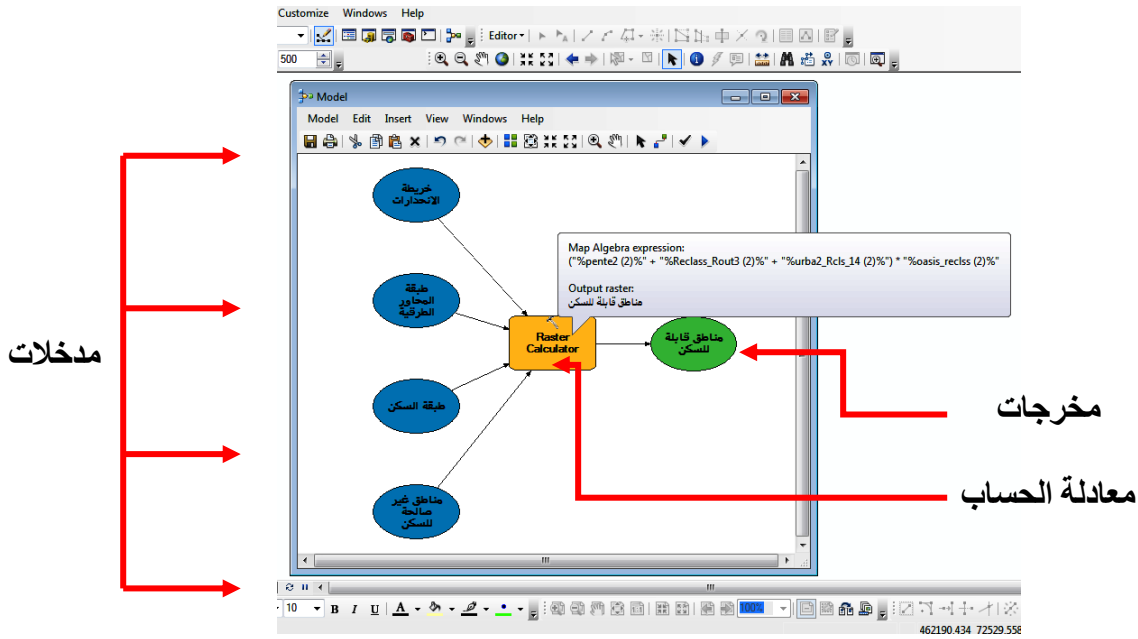 Customize Windows Help
Editor
500
Model
Model Edit Insert View Windows Help
خريطة
الانحدارات
Map Algebra expression:
("%pente2 (2)%" + "%Reclass_Rout3 (2)%" + "%urba2_Rcls_14 (2)%") * "%oasis_reclss (2)%"
Output raster:
مناطق قابلة للسكن
طبقة
المحاور
الطرقية
Raster
Calculator
مناطق قابلة
للسكن
مدخلات
طبقة السكن
مخرجات
معادلة الحساب
مناطق غير
صالحة
للسكن
10 B I U A 100%
462190.434 72529.558